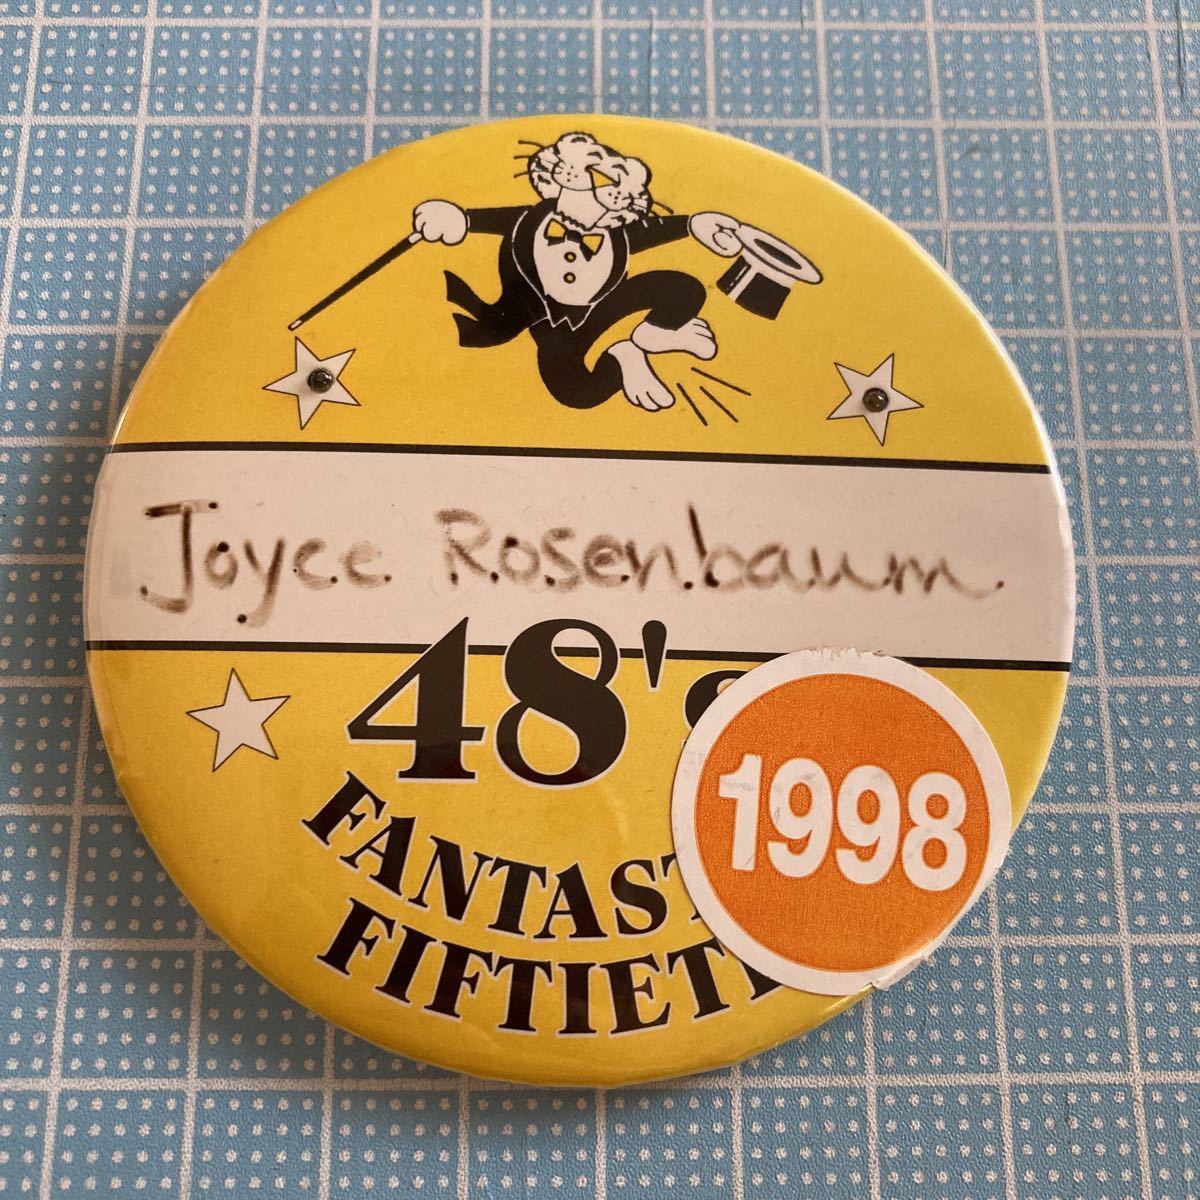 Joyce Rosenbaum
48's
FANTAST
FIFTIET
1998